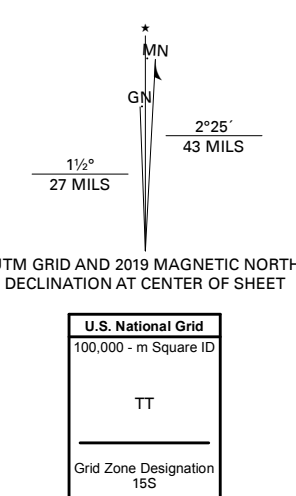 ★
MN
GN
2°25´
43 MILS
1½°
27 MILS
UTM GRID AND 2019 MAGNETIC NORTH
DECLINATION AT CENTER OF SHEET
U.S. National Grid
100,000 - m Square ID
TT
Grid Zone Designation
15S